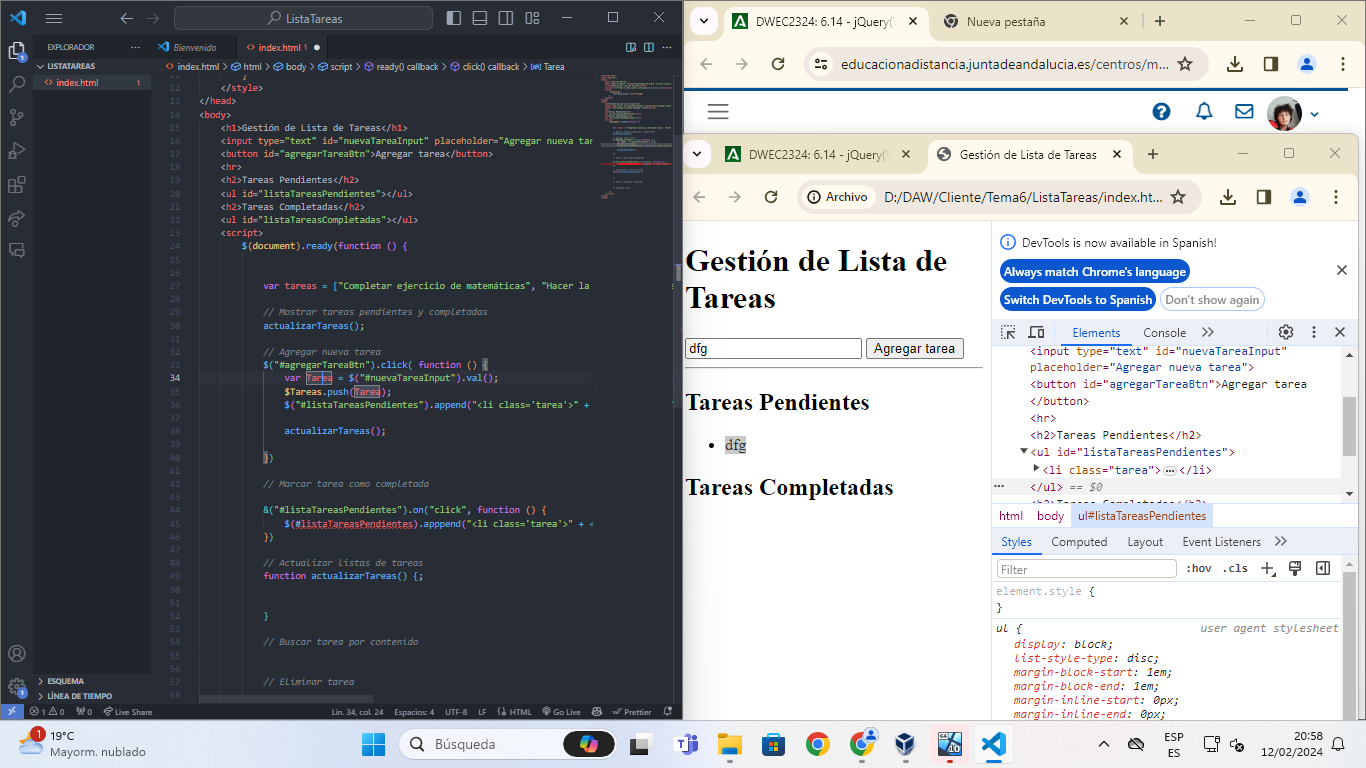 ListaTareas
EXPLORADOR
LISTATAREAS
index.html 1
Bienvenido
index.html 1
index.html > html > body > script > ready() callback > click() callback > Tarea
12 </style>
13 </head>
14 <body>
15 <h1>Gestión de Lista de Tareas</h1>
16 <input type="text" id="nuevaTareaInput" placeholder="Agregar nueva tar
17 <button id="agregarTareaBtn">Agregar tarea</button>
18 <hr>
19 <h2>Tareas Pendientes</h2>
20 <ul id="listaTareasPendientes"></ul>
21 <h2>Tareas Completadas</h2>
22 <ul id="listaTareasCompletadas"></ul>
23 <script>
24 $(document).ready(function () {
25
26
27 var tareas = ["Completar ejercicio de matemáticas", "Hacer la
28
29 // Mostrar tareas pendientes y completadas
30 actualizarTareas();
31
32 // Agregar nueva tarea
33 $("#agregarTareaBtn").click( function () {
34 var Tarea = $("#nuevaTareaInput").val();
35 $Tareas.push(Tarea);
36 $("#listaTareasPendientes").append("<li class='tarea'>" +
37
38 actualizarTareas();
39
40 })
41
42 // Marcar tarea como completada
43
44 &("#listaTareasPendientes").on("click", function () {
45 $(#listaTareasPendientes).apppend("<li class='tarea'>" + +
46 })
47
48 // Actualizar listas de tareas
49 function actualizarTareas() {;
50
51
52 }
53
54 // Buscar tarea por contenido
55
56
57 // Eliminar tarea
58
ESQUEMA
LÍNEA DE TIEMPO
1 0 0 Live Share Lín. 34, col. 24 Espacios: 4 UTF-8 LF HTML Go Live Prettier
DWEC2324: 6.14 - jQuery(
Nueva pestaña
educacionadistancia.juntadeandalucia.es/centros/m...
DWEC2324: 6.14 - jQuery(
Gestión de Lista de Tareas
Archivo D:/DAW/Cliente/Tema6/ListaTareas/index.ht...
Gestión de Lista de
Tareas
dfg Agregar tarea
Tareas Pendientes
dfg
Tareas Completadas
DevTools is now available in Spanish!
Always match Chrome's language
Switch DevTools to Spanish Don't show again
Elements Console
<input type="text" id="nuevaTareaInput"
placeholder="Agregar nueva tarea">
<button id="agregarTareaBtn">Agregar tarea
</button>
<hr>
<h2>Tareas Pendientes</h2>
<ul id="listaTareasPendientes">
<li class="tarea">…</li>
</ul> == $0
<h2>Tareas Completadas</h2>
html body ul#listaTareasPendientes
Styles Computed Layout Event Listeners
Filter :hov .cls
element.style {
}
ul { user agent stylesheet
display: block;
list-style-type: disc;
margin-block-start: 1em;
margin-block-end: 1em;
margin-inline-start: 0px;
margin-inline-end: 0px;
1
19°C
Mayorm. nublado
Búsqueda
ESP
ES
20:58
12/02/2024